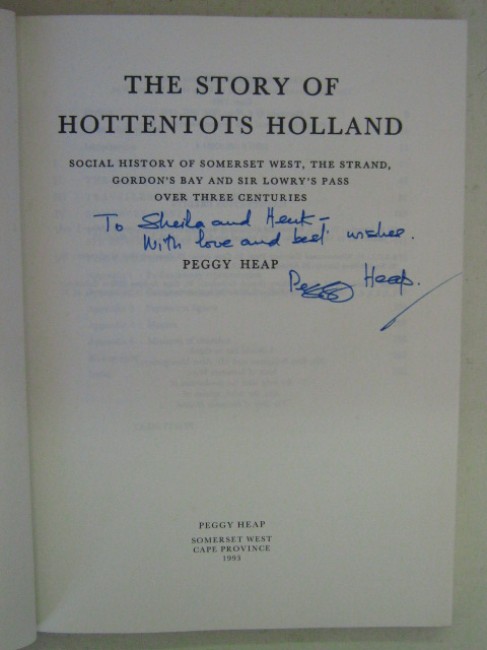 THE STORY OF
HOTTENTOTS HOLLAND
SOCIAL HISTORY OF SOMERSET WEST, THE STRAND,
GORDON'S BAY AND SIR LOWRY'S PASS
OVER THREE CENTURIES
To Sheila and Henk –
With love and best wishes.
PEGGY HEAP
Peggy Heap.
PEGGY HEAP
SOMERSET WEST
CAPE PROVINCE
1993